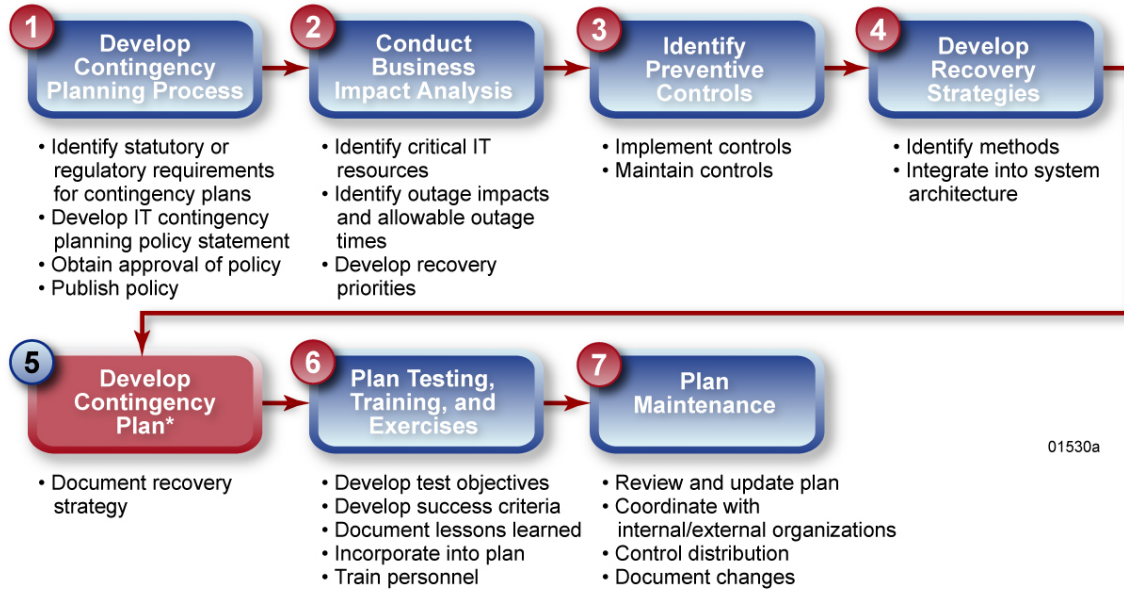 1
Develop
Contingency
Planning Process
• Identify statutory or
regulatory requirements
for contingency plans
• Develop IT contingency
planning policy statement
• Obtain approval of policy
• Publish policy
2
Conduct
Business
Impact Analysis
• Identify critical IT
resources
• Identify outage impacts
and allowable outage
times
• Develop recovery
priorities
3
Identify
Preventive
Controls
• Implement controls
• Maintain controls
4
Develop
Recovery
Strategies
• Identify methods
• Integrate into system
architecture
5
Develop
Contingency
Plan*
• Document recovery
strategy
6
Plan Testing,
Training, and
Exercises
• Develop test objectives
• Develop success criteria
• Document lessons learned
• Incorporate into plan
• Train personnel
7
Plan
Maintenance
• Review and update plan
• Coordinate with
internal/external organizations
• Control distribution
• Document changes
01530a